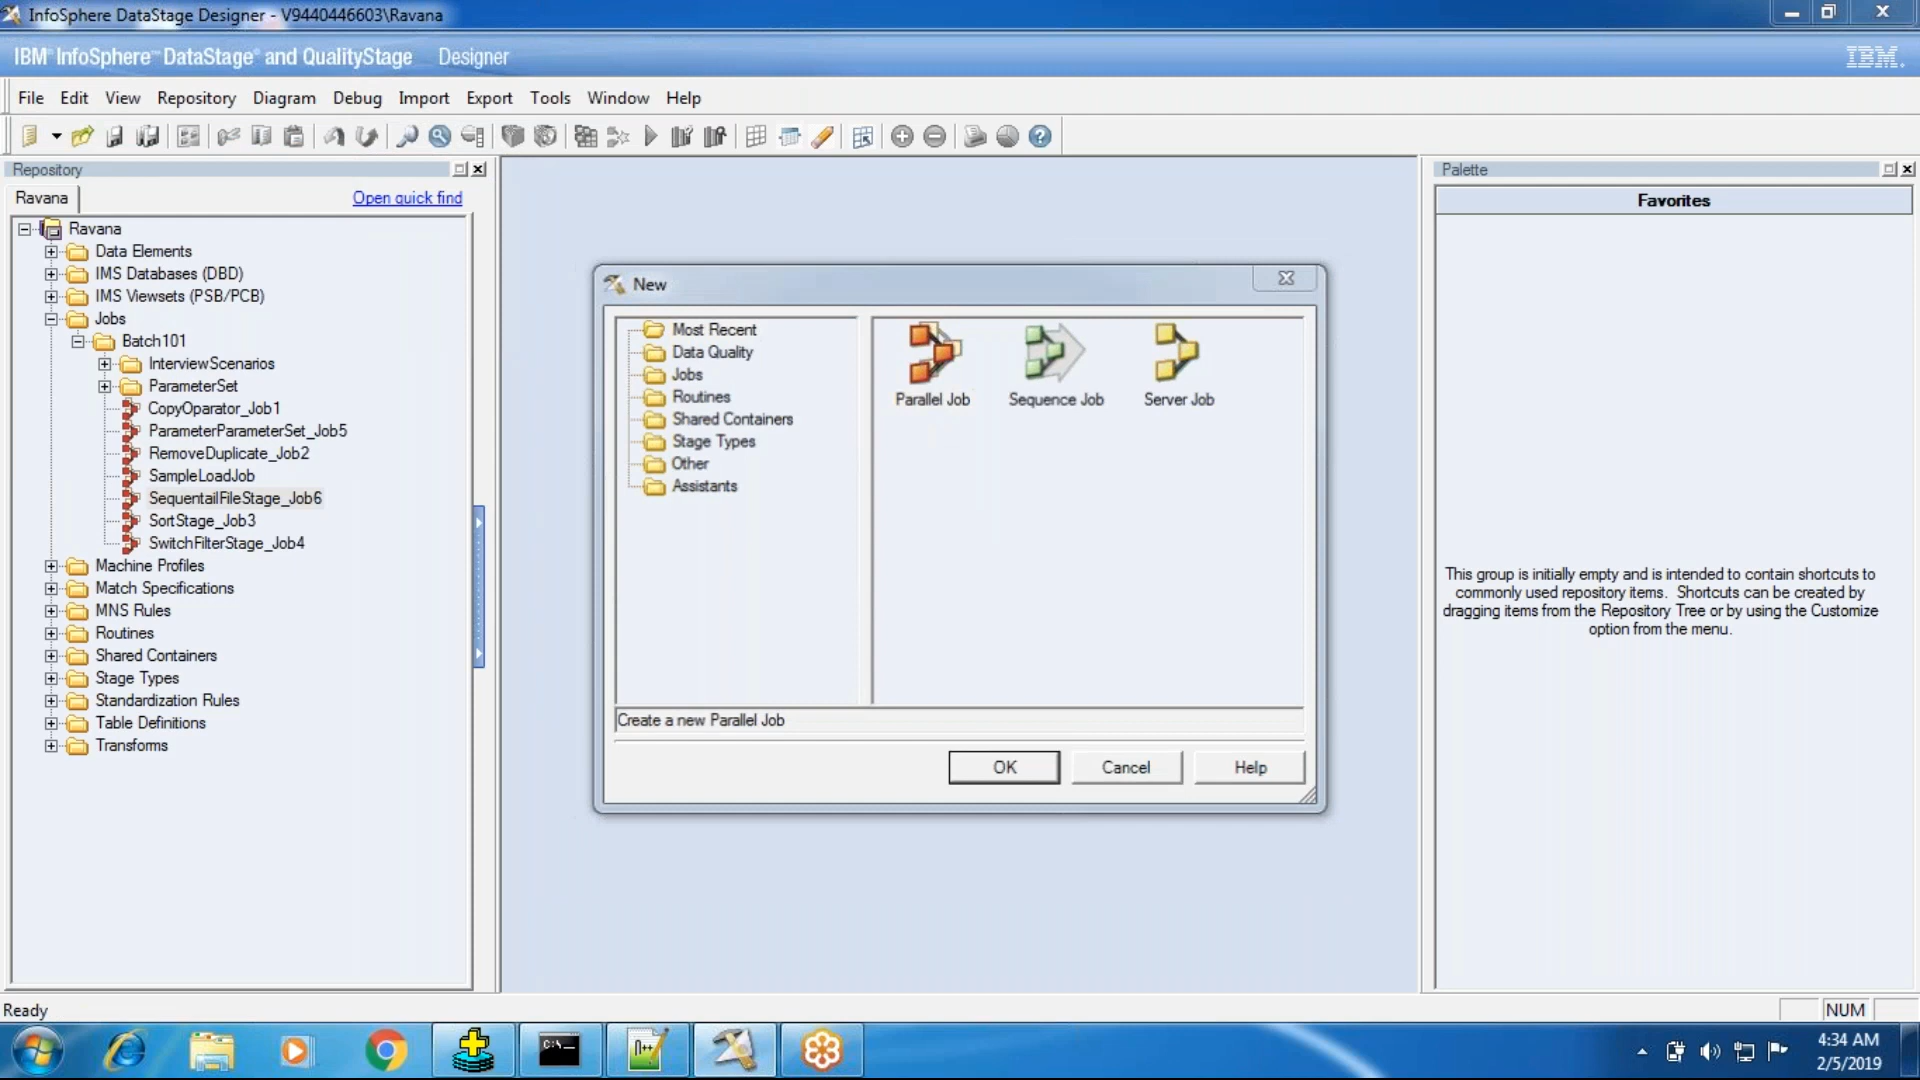 InfoSphere DataStage Designer - V9440446603\Ravana
IBM InfoSphere DataStage and QualityStage Designer
IBM.
File Edit View Repository Diagram Debug Import Export Tools Window Help
Repository
Ravana
Open quick find
Ravana
Data Elements
IMS Databases (DBD)
IMS Viewsets (PSB/PCB)
Jobs
Batch101
InterviewScenarios
ParameterSet
CopyOparator_Job1
ParameterParameterSet_Job5
RemoveDuplicate_Job2
SampleLoadJob
SequentailFileStage_Job6
SortStage_Job3
SwitchFilterStage_Job4
Machine Profiles
Match Specifications
MNS Rules
Routines
Shared Containers
Stage Types
Standardization Rules
Table Definitions
Transforms
New
Most Recent
Data Quality
Jobs
Routines
Shared Containers
Stage Types
Other
Assistants
Parallel Job
Sequence Job
Server Job
Create a new Parallel Job
OK
Cancel
Help
Palette
Favorites
This group is initially empty and is intended to contain shortcuts to
commonly used repository items. Shortcuts can be created by
dragging items from the Repository Tree or by using the Customize
option from the menu.
Ready
NUM
4:34 AM
2/5/2019